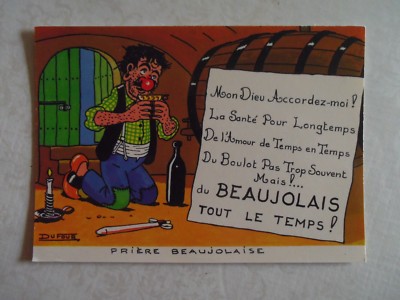 Mon Dieu Accordez-moi !
La Santé Pour Longtemps
De l'Amour de Temps en Temps
Du Boulot Pas Trop Souvent
Mais !...
du BEAUJOLAIS
TOUT LE TEMPS !
DUFEUE
PRIÈRE BEAUJOLAISE